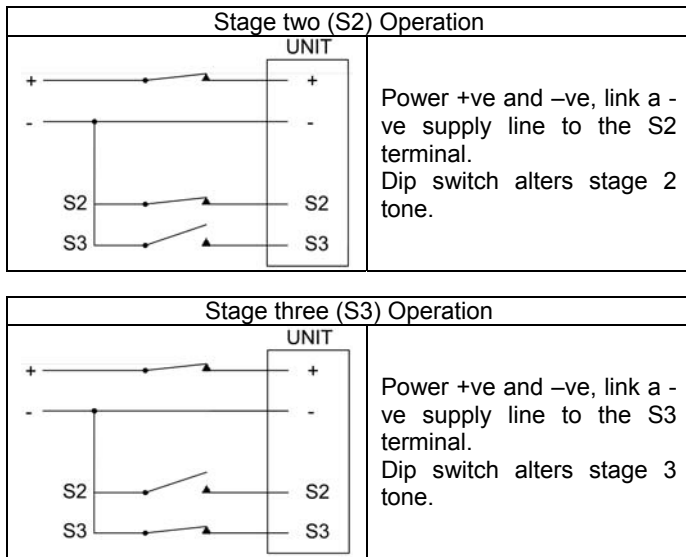 Stage two (S2) Operation
UNIT
+ +
- -
S2 S2
S3 S3
Power +ve and –ve, link a -
ve supply line to the S2
terminal.
Dip switch alters stage 2
tone.
Stage three (S3) Operation
UNIT
+ +
- -
S2 S2
S3 S3
Power +ve and –ve, link a -
ve supply line to the S3
terminal.
Dip switch alters stage 3
tone.